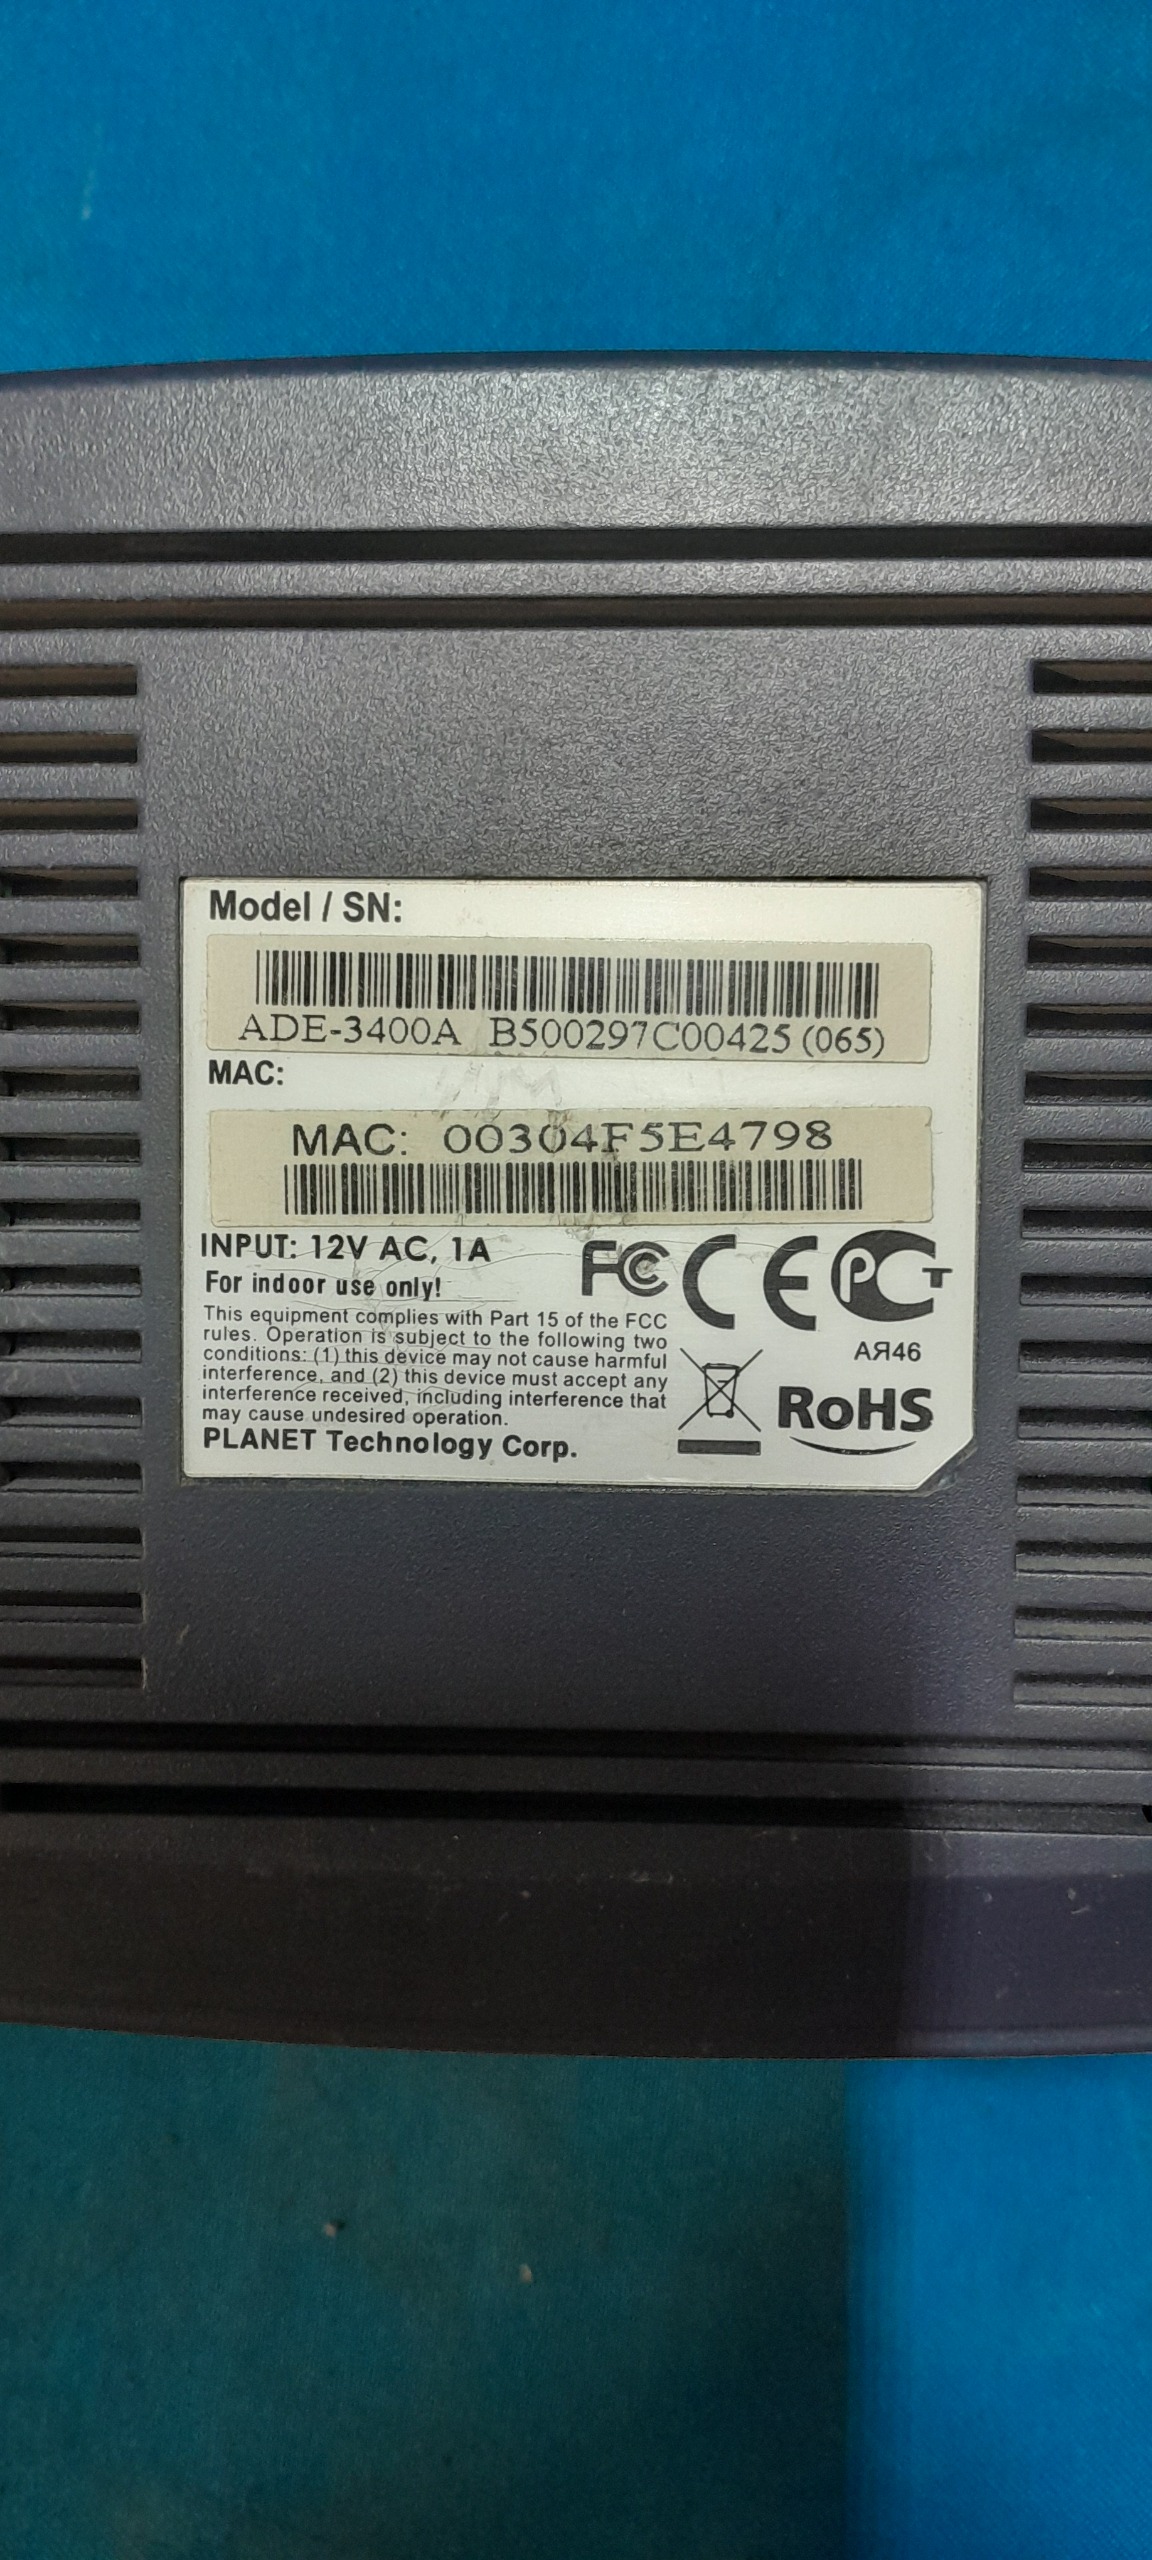 Model / SN:
ADE-3400A B500297C00425 (065)
MAC:
MAC: 00304F5E4798
INPUT: 12V AC, 1A
For indoor use only!
This equipment complies with Part 15 of the FCC
rules. Operation is subject to the following two
conditions: (1) this device may not cause harmful
interference, and (2) this device must accept any
interference received, including interference that
may cause undesired operation.
PLANET Technology Corp.
FC CE PCT
АЯ46
RoHS